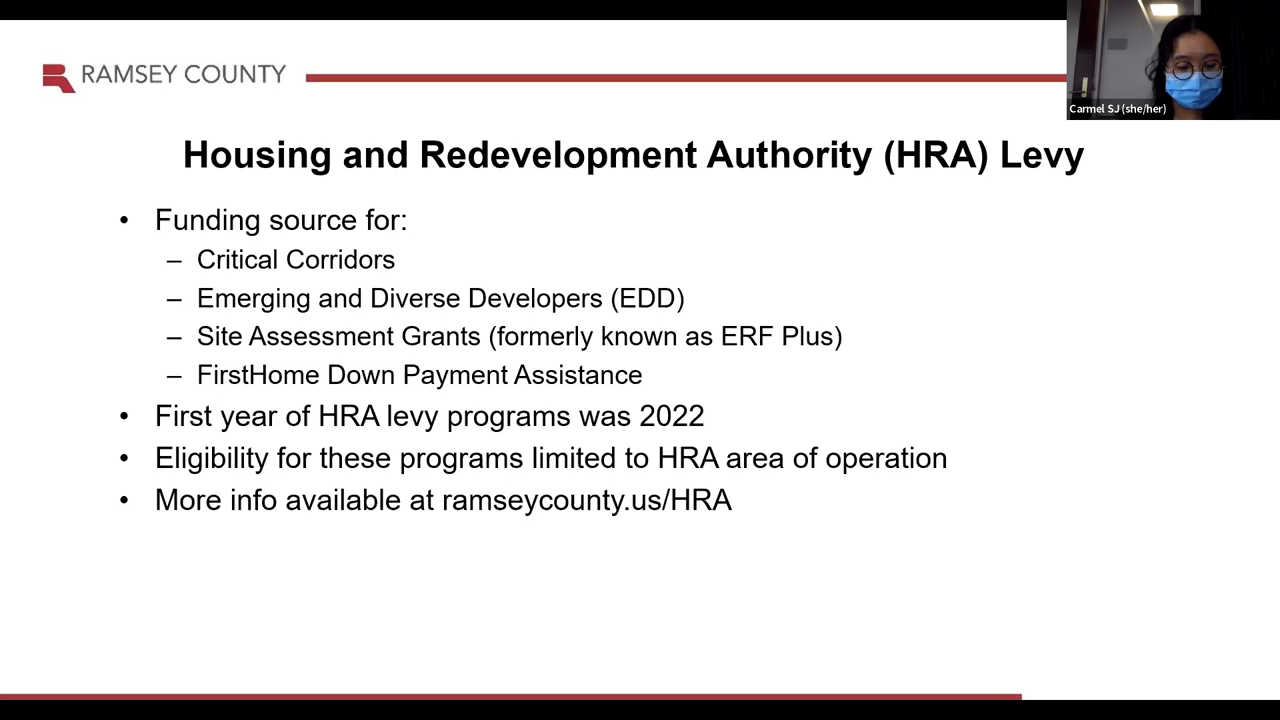 RAMSEY COUNTY
Carmel SJ (she/her)
Housing and Redevelopment Authority (HRA) Levy
• Funding source for:
– Critical Corridors
– Emerging and Diverse Developers (EDD)
– Site Assessment Grants (formerly known as ERF Plus)
– FirstHome Down Payment Assistance
• First year of HRA levy programs was 2022
• Eligibility for these programs limited to HRA area of operation
• More info available at ramseycounty.us/HRA